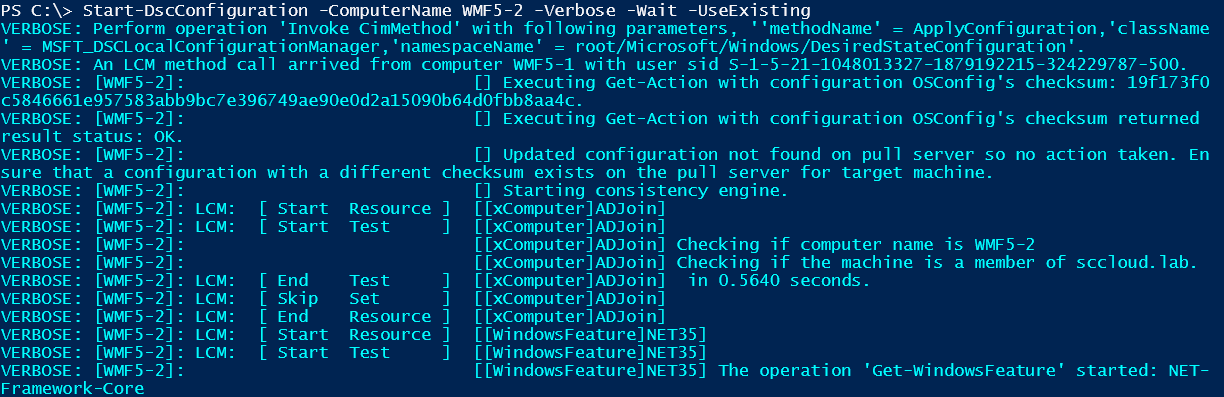 PS C:\> Start-DscConfiguration -ComputerName WMF5-2 -Verbose -Wait -UseExisting
VERBOSE: Perform operation 'Invoke CimMethod' with following parameters, ''methodName' = ApplyConfiguration,'className
' = MSFT_DSCLocalConfigurationManager,'namespaceName' = root/Microsoft/Windows/DesiredStateConfiguration'.
VERBOSE: An LCM method call arrived from computer WMF5-1 with user sid S-1-5-21-1048013327-1879192215-324229787-500.
VERBOSE: [WMF5-2]:                            [] Executing Get-Action with configuration OSConfig's checksum: 19f173f0
c5846661e957583abb9bc7e396749ae90e0d2a15090b64d0fbb8aa4c.
VERBOSE: [WMF5-2]:                            [] Executing Get-Action with configuration OSConfig's checksum returned
result status: OK.
VERBOSE: [WMF5-2]:                            [] Updated configuration not found on pull server so no action taken. En
sure that a configuration with a different checksum exists on the pull server for target machine.
VERBOSE: [WMF5-2]:                            [] Starting consistency engine.
VERBOSE: [WMF5-2]: LCM:  [ Start  Resource ]  [[xComputer]ADJoin]
VERBOSE: [WMF5-2]: LCM:  [ Start  Test     ]  [[xComputer]ADJoin]
VERBOSE: [WMF5-2]:                            [[xComputer]ADJoin] Checking if computer name is WMF5-2
VERBOSE: [WMF5-2]:                            [[xComputer]ADJoin] Checking if the machine is a member of sccloud.lab.
VERBOSE: [WMF5-2]: LCM:  [ End    Test     ]  [[xComputer]ADJoin]  in 0.5640 seconds.
VERBOSE: [WMF5-2]: LCM:  [ Skip   Set      ]  [[xComputer]ADJoin]
VERBOSE: [WMF5-2]: LCM:  [ End    Resource ]  [[xComputer]ADJoin]
VERBOSE: [WMF5-2]: LCM:  [ Start  Resource ]  [[WindowsFeature]NET35]
VERBOSE: [WMF5-2]: LCM:  [ Start  Test     ]  [[WindowsFeature]NET35]
VERBOSE: [WMF5-2]:                            [[WindowsFeature]NET35] The operation 'Get-WindowsFeature' started: NET-
Framework-Core